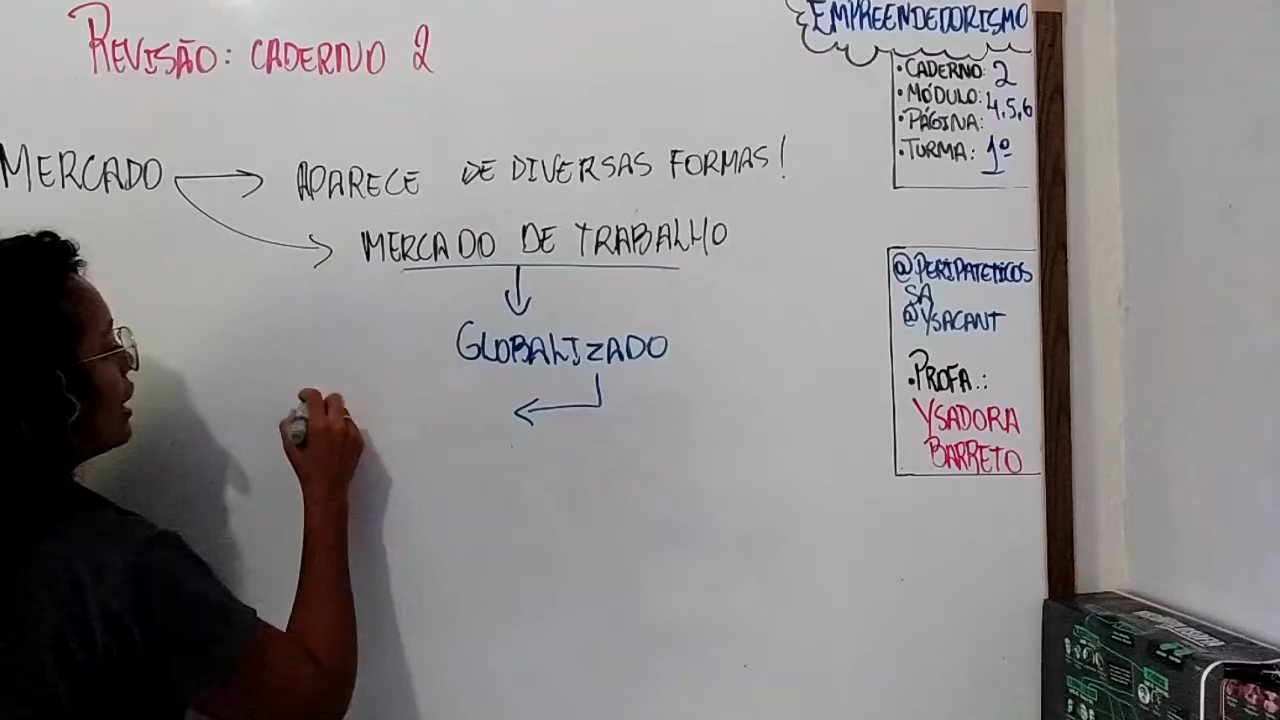 REVISÃO: CADERNO 2
MERCADO → APARECE DE DIVERSAS FORMAS!
MERCADO DE TRABALHO
GLOBALIZADO
EMPREENDEDORISMO
• CADERNO: 2
• MÓDULO: 4,5,6
• PÁGINA:
• TURMA: 1º
@PERIPATETICOS
SA
@YSACANT
• PROFA.:
YSADORA
BARRETO